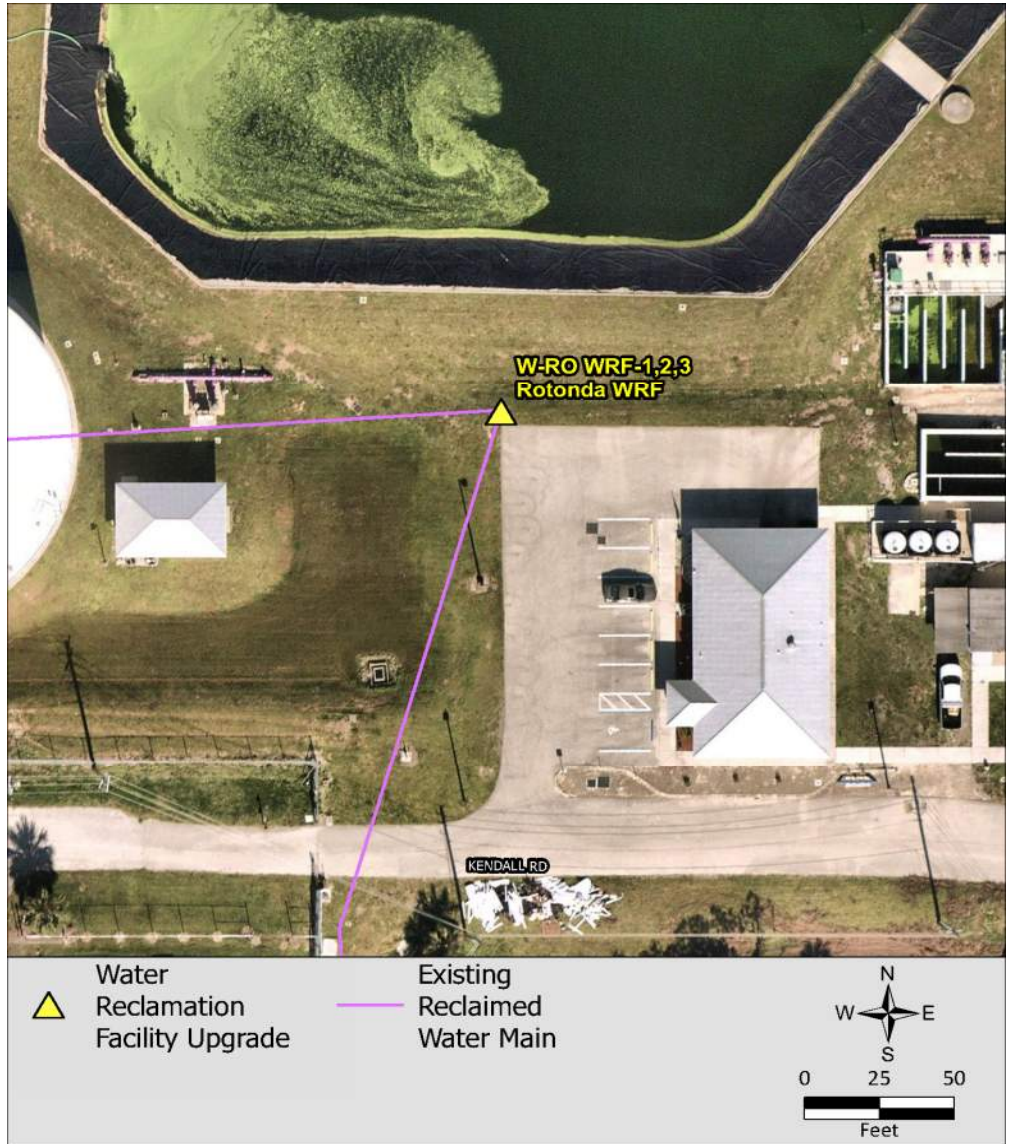 W-RO WRF-1,2,3
Rotonda WRF
KENDALL RD
Water
Reclamation
Facility Upgrade
Existing
Reclaimed
Water Main
N
W E
S
0 25 50
Feet